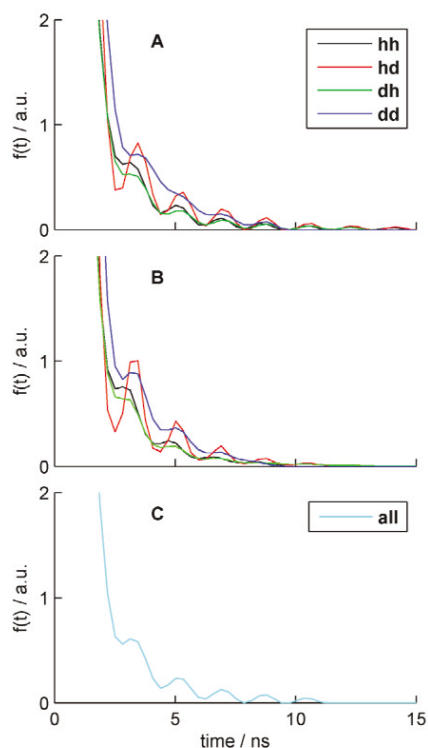 2
A
hh
hd
dh
dd
f(t) / a.u.
1
0
2
B
f(t) / a.u.
1
0
2
C
all
f(t) / a.u.
1
0
0 5 10 15
time / ns